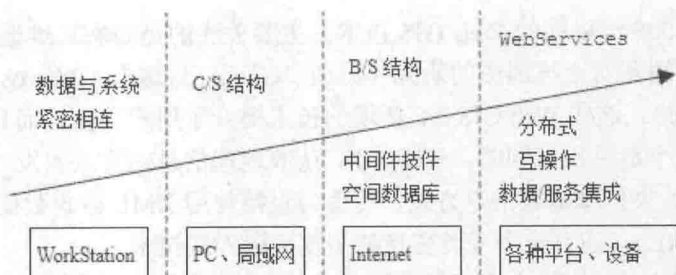 WebServices
B/S 结构
C/S 结构
数据与系统
紧密相连
分布式
互操作
数据服务集成
中间件技件
空间数据库
WorkStation
PC、局域网
Internet
各种平台、设备